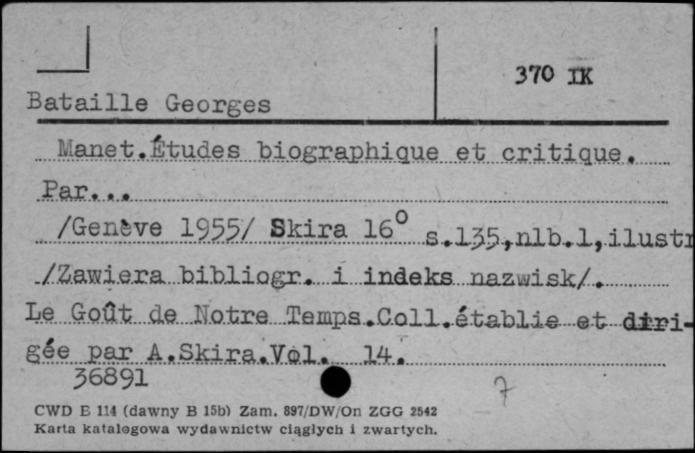 370 IK
Bataille Georges
Manet.Études biographique et critique.
Par...
/Genève 1955/ Skira 16⁰ s.135,nlb.1,ilustr
/Zawiera bibliogr. i indeks nazwisk/.
Le Goût de Notre Temps.Coll.établie et diri-
gée par A.Skira.Vol. 14.
36891
7
CWD E 114 (dawny B 15b) Zam. 897/DW/On ZGG 2542
Karta katalogowa wydawnictw ciągłych i zwartych.